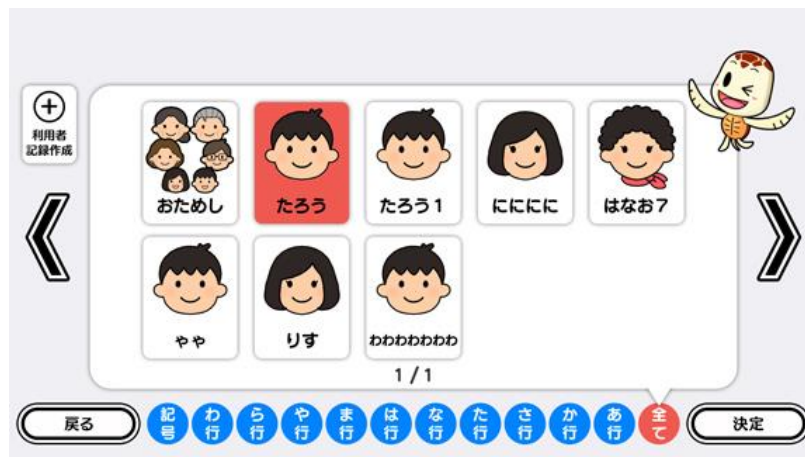 利用者
記録作成
おためし
たろう
たろう1
にににに
はなお7
やや
りす
わわわわわわわ
1 / 1
戻る
記号
わ行
ら行
や行
ま行
は行
な行
た行
さ行
か行
あ行
全て
決定